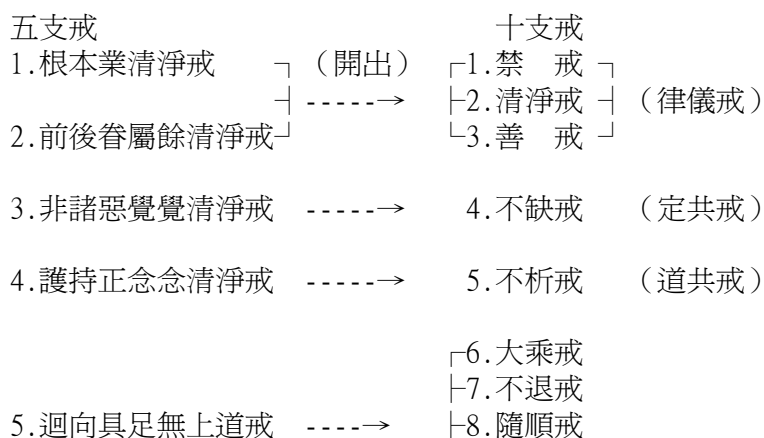 五支戒 十支戒
1.根本業清淨戒 ┐ (開出) ┌1.禁 戒 ┐
┤-----→ ├2.清淨戒 ┤ (律儀戒)
2.前後眷屬餘清淨戒┘ └3.善 戒 ┘
3.非諸惡覺覺清淨戒 -----→ 4.不缺戒 (定共戒)
4.護持正念念清淨戒 -----→ 5.不析戒 (道共戒)
┌6.大乘戒
├7.不退戒
5.迴向具足無上道戒 ----→ ├8.隨順戒